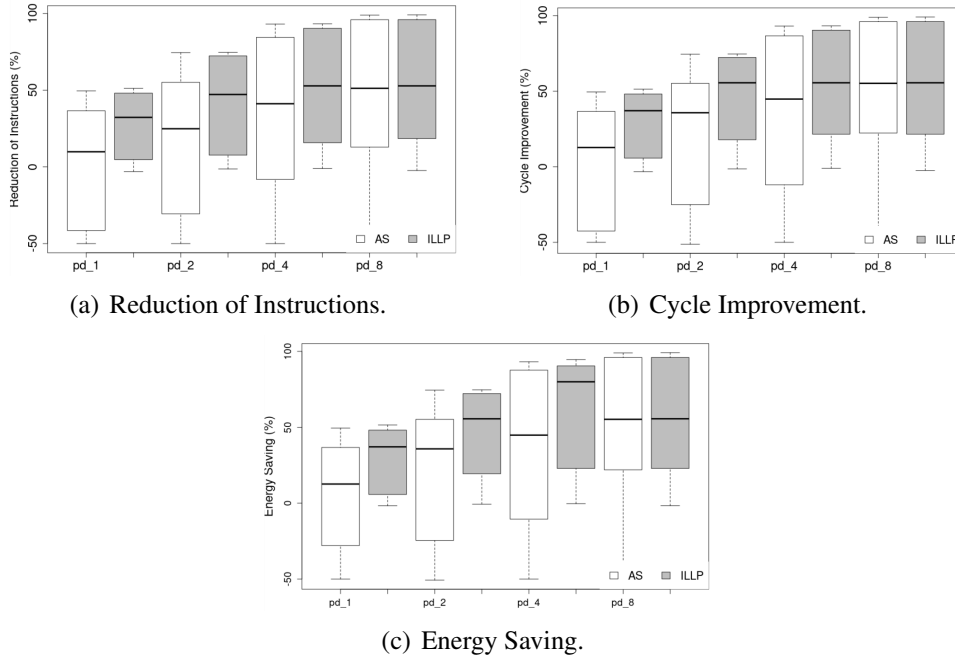 Reduction of Instructions (%)
100
50
0
-50
AS ILLP
pd_1 pd_2 pd_4 pd_8
(a) Reduction of Instructions.
Cycle Improvement (%)
100
50
0
-50
AS ILLP
pd_1 pd_2 pd_4 pd_8
(b) Cycle Improvement.
Energy Saving (%)
100
50
0
-50
AS ILLP
pd_1 pd_2 pd_4 pd_8
(c) Energy Saving.